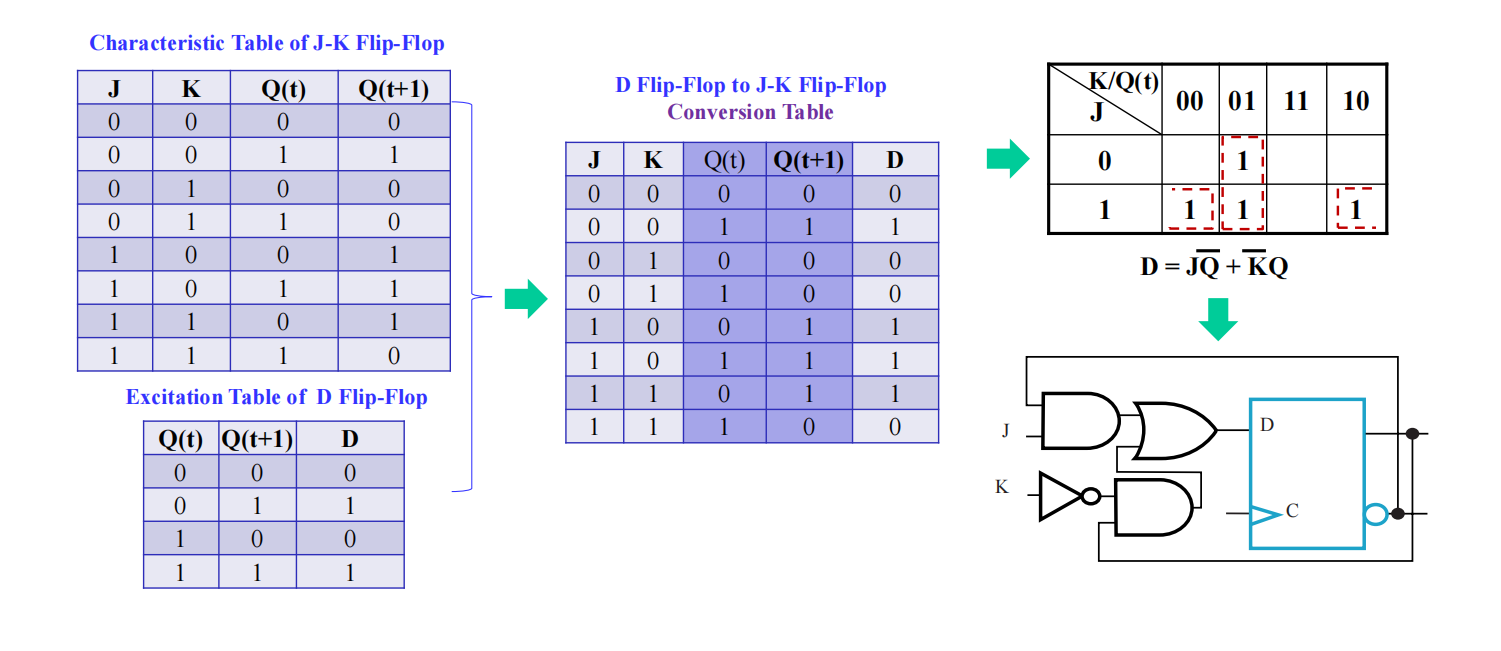 Characteristic Table of J-K Flip-Flop
J K Q(t) Q(t+1)
0 0 0 0
0 0 1 1
0 1 0 0
0 1 1 0
1 0 0 1
1 0 1 1
1 1 0 1
1 1 1 0
Excitation Table of D Flip-Flop
Q(t) Q(t+1) D
0 0 0
0 1 1
1 0 0
1 1 1
D Flip-Flop to J-K Flip-Flop
Conversion Table
J K Q(t) Q(t+1) D
0 0 0 0 0
0 0 1 1 1
0 1 0 0 0
0 1 1 0 0
1 0 0 1 1
1 0 1 1 1
1 1 0 1 1
1 1 1 0 0
K/Q(t)
J
00 01 11 10
0 1
1 1 1 1
D = JQ̅ + K̅Q
J
K
D
C